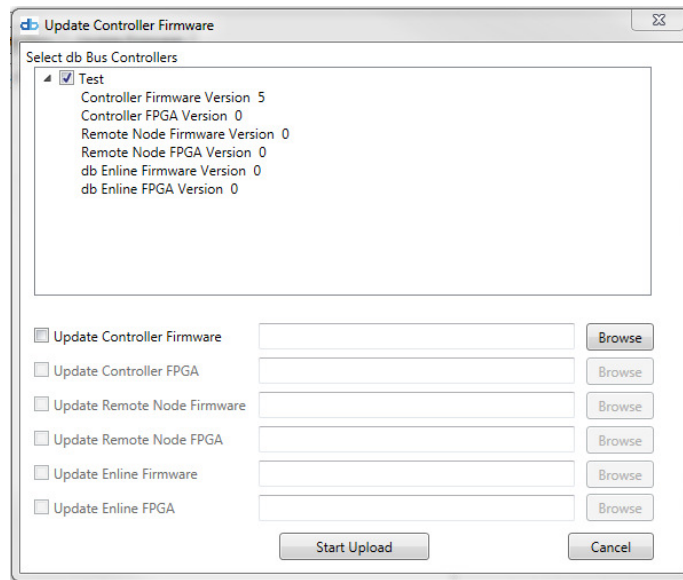 db Update Controller Firmware
Select db Bus Controllers
Test
Controller Firmware Version 5
Controller FPGA Version 0
Remote Node Firmware Version 0
Remote Node FPGA Version 0
db Enline Firmware Version 0
db Enline FPGA Version 0
Update Controller Firmware Browse
Update Controller FPGA Browse
Update Remote Node Firmware Browse
Update Remote Node FPGA Browse
Update Enline Firmware Browse
Update Enline FPGA Browse
Start Upload Cancel